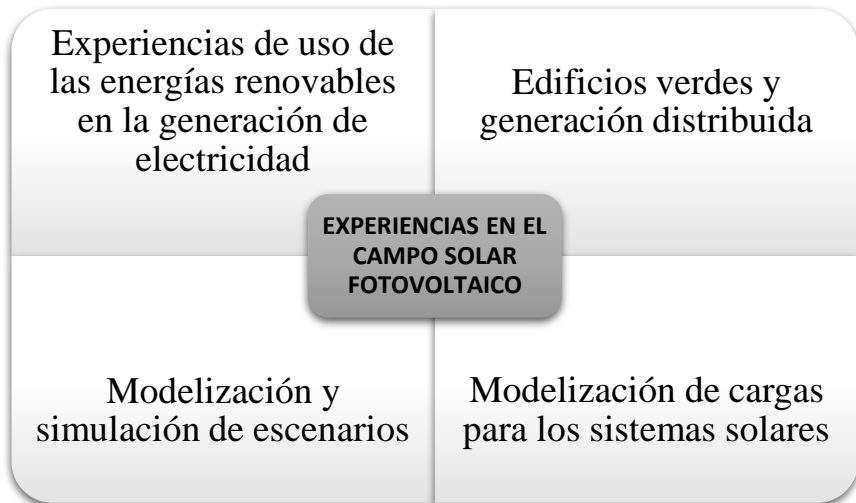 Experiencias de uso de
las energías renovables
en la generación de
electricidad
Edificios verdes y
generación distribuida
EXPERIENCIAS EN EL
CAMPO SOLAR
FOTOVOLTAICO
Modelización y
simulación de escenarios
Modelización de cargas
para los sistemas solares